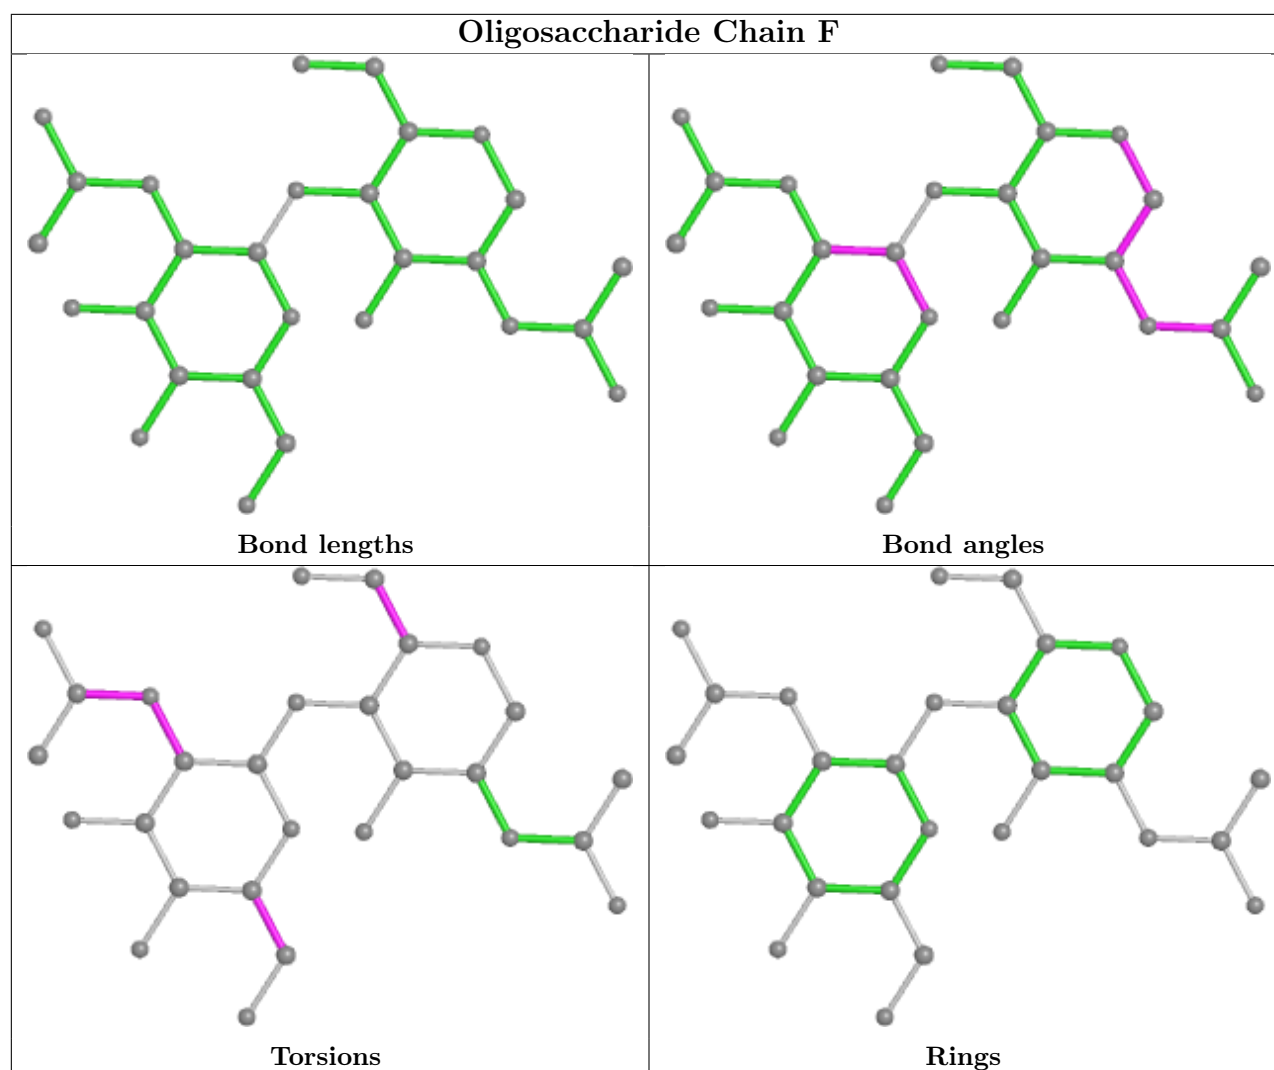 Oligosaccharide Chain F
Bond lengths
Bond angles
Torsions
Rings